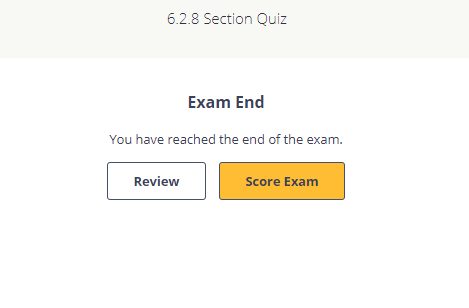 6.2.8 Section Quiz
Exam End
You have reached the end of the exam.
Review
Score Exam